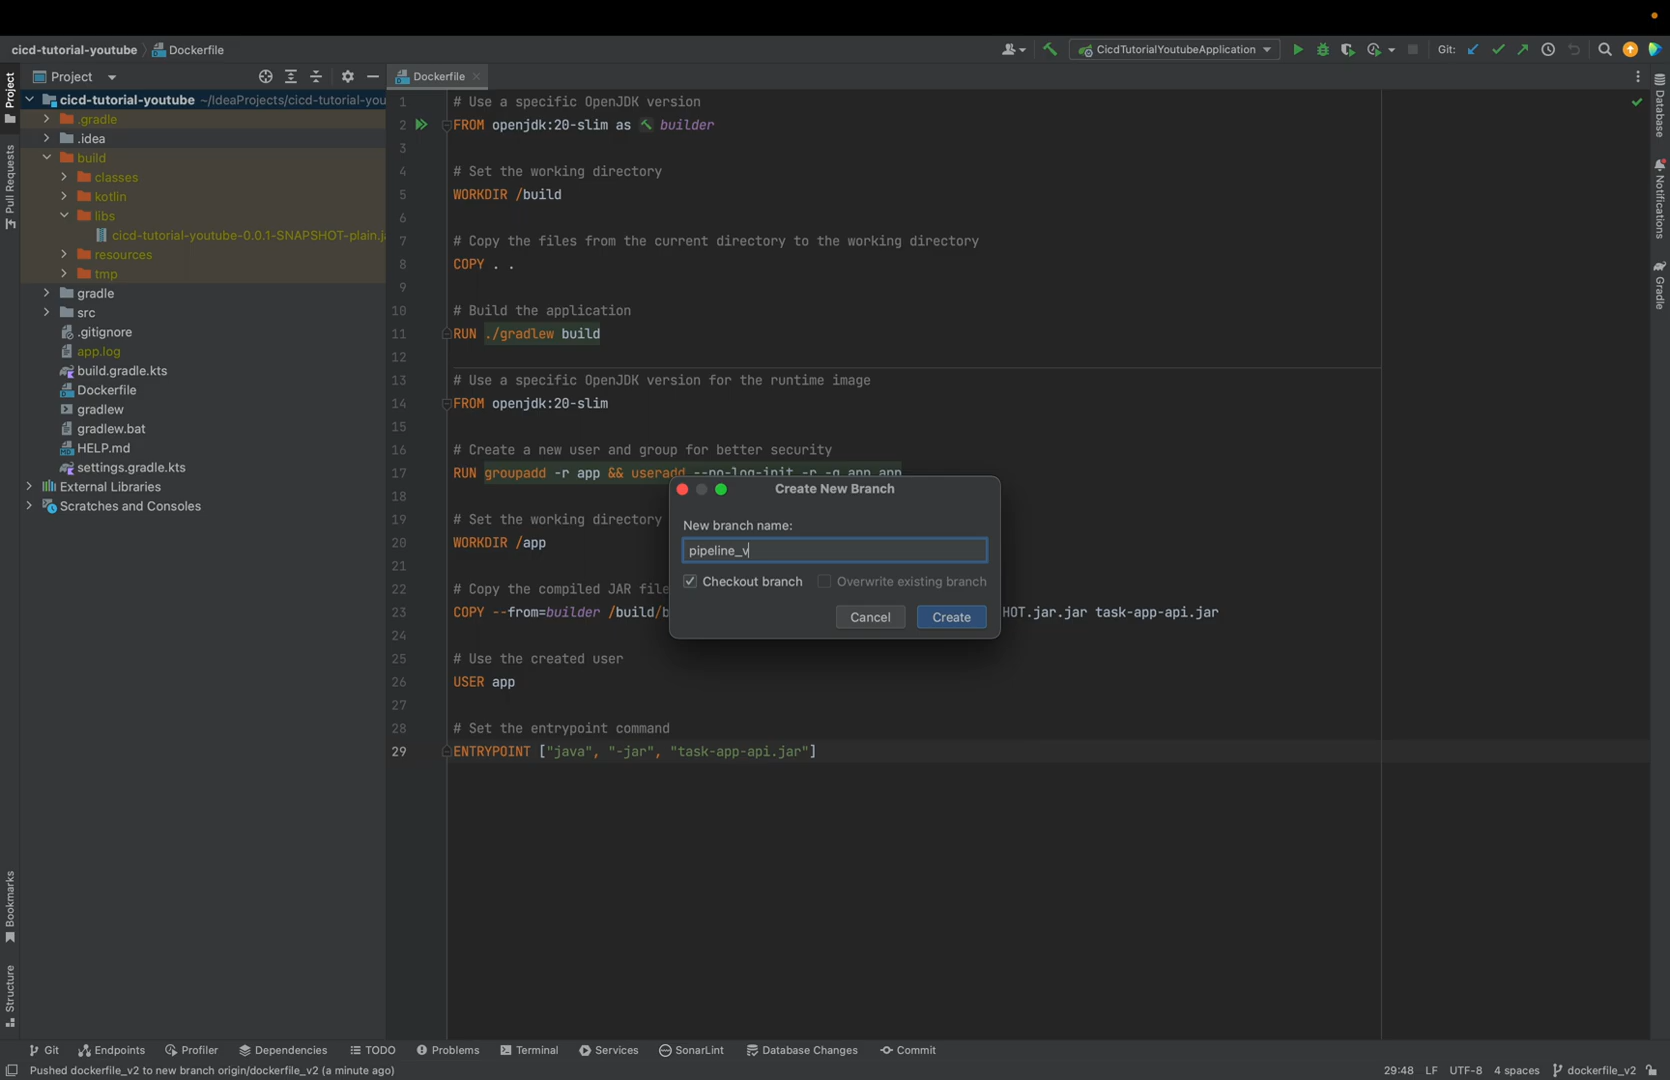 cicd-tutorial-youtube Dockerfile CicdTutorialYoutubeApplication Git:
Project Dockerfile
cicd-tutorial-youtube ~/IdeaProjects/cicd-tutorial-you
.gradle
.idea
build
classes
kotlin
libs
cicd-tutorial-youtube-0.0.1-SNAPSHOT-plain.ja
resources
tmp
gradle
src
.gitignore
app.log
build.gradle.kts
Dockerfile
gradlew
gradlew.bat
HELP.md
settings.gradle.kts
External Libraries
Scratches and Consoles
Project
Pull Requests
Bookmarks
Structure
1 # Use a specific OpenJDK version
2 FROM openjdk:20-slim as builder
3
4 # Set the working directory
5 WORKDIR /build
6
7 # Copy the files from the current directory to the working directory
8 COPY . .
9
10 # Build the application
11 RUN ./gradlew build
12
13 # Use a specific OpenJDK version for the runtime image
14 FROM openjdk:20-slim
15
16 # Create a new user and group for better security
17 RUN groupadd -r app && useradd --no-log-init -r -g app app
18
19 # Set the working directory
20 WORKDIR /app
21
22 # Copy the compiled JAR file
23 COPY --from=builder /build/b HOT.jar.jar task-app-api.jar
24
25 # Use the created user
26 USER app
27
28 # Set the entrypoint command
29 ENTRYPOINT ["java", "-jar", "task-app-api.jar"]
Create New Branch
New branch name:
pipeline_v
Checkout branch Overwrite existing branch
Cancel Create
Database
Notifications
Gradle
Git Endpoints Profiler Dependencies TODO Problems Terminal Services SonarLint Database Changes Commit
Pushed dockerfile_v2 to new branch origin/dockerfile_v2 (a minute ago) 29:48 LF UTF-8 4 spaces dockerfile_v2